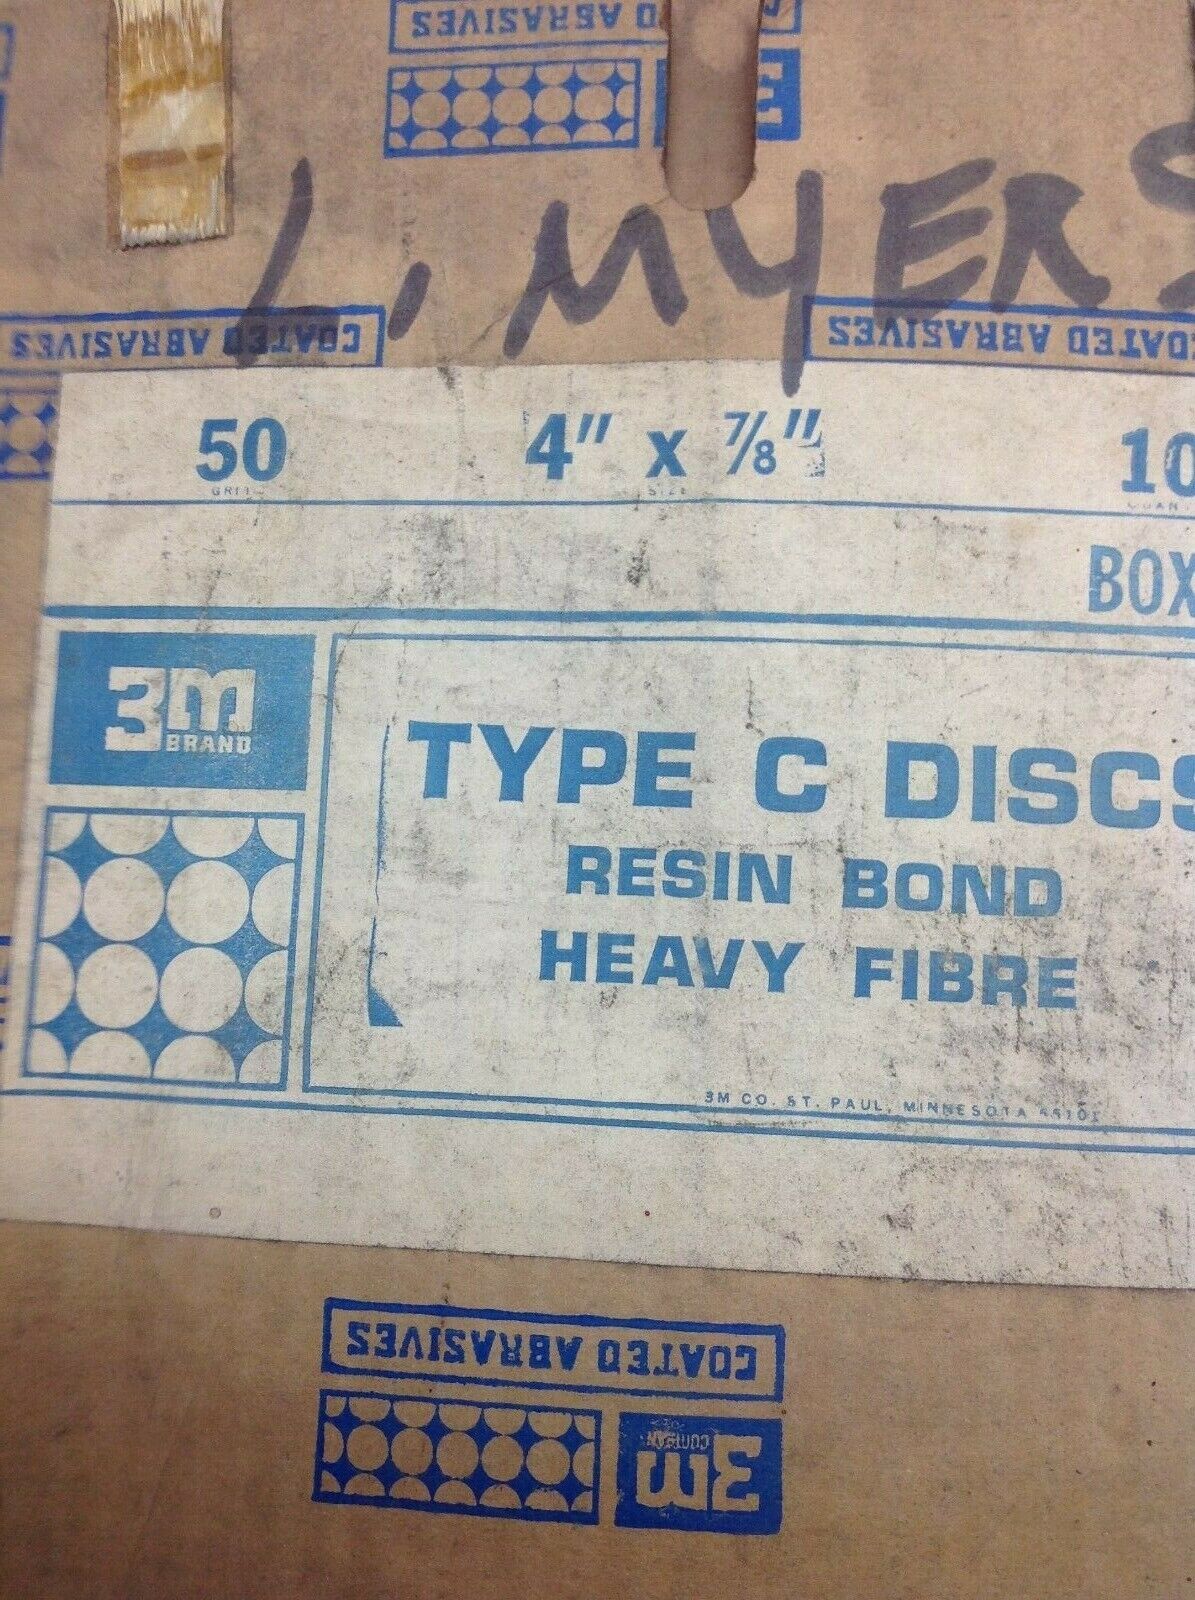 COATED ABRASIVES
3M
L. MYERS
COATED ABRASIVES
COATED ABRASIVES
50 4" x 7/8" 10
GRIT SIZE
BOX
3M
BRAND
TYPE C DISCS
RESIN BOND
HEAVY FIBRE
3M CO. ST. PAUL, MINNESOTA 55101
COATED ABRASIVES
3M
COMPANY